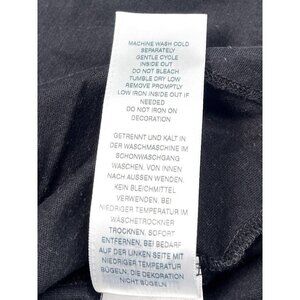 MACHINE WASH COLD
SEPARATELY
GENTLE CYCLE
INSIDE OUT
DO NOT BLEACH
TUMBLE DRY LOW
REMOVE PROMPTLY
LOW IRON INSIDE OUT IF
NEEDED
DO NOT IRON ON
DECORATION
GETRENNT UND KALT IN
DER WASCHMASCHINE IM
SCHONWASCHGANG
WASCHEN. VON INNEN
NACH AUSSEN WENDEN.
KEIN BLEICHMITTEL
VERWENDEN. BEI
NIEDRIGER TEMPERATUR IM
WÄSCHETROCKNER
TROCKNEN. SOFORT
ENTFERNEN, BEI BEDARF
AUF DER LINKEN SEITE MIT
NIEDRIGER TEMPERATUR
BÜGELN. DIE DEKORATION
NICHT BÜGELN